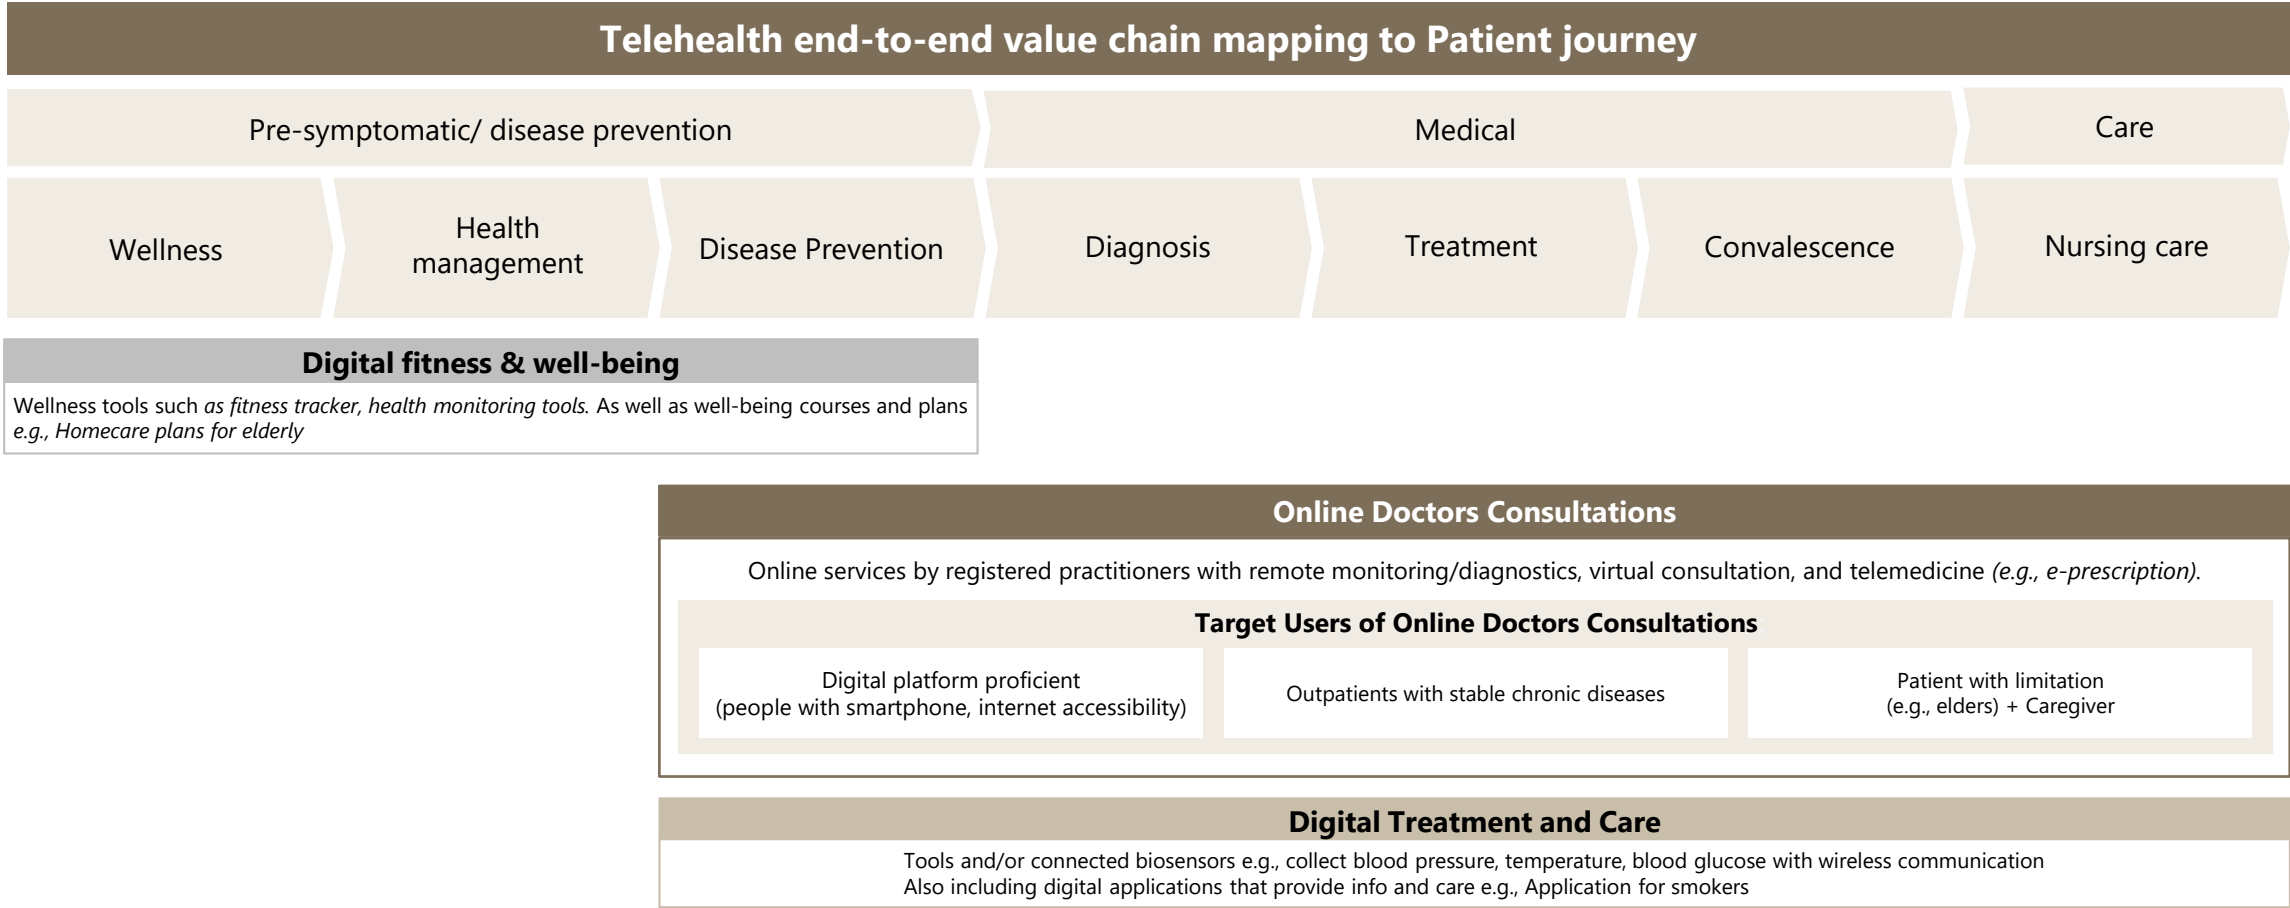 Telehealth end-to-end value chain mapping to Patient journey
Pre-symptomatic/ disease prevention
Medical
Care
Wellness
Health
management
Disease Prevention
Diagnosis
Treatment
Convalescence
Nursing care
Digital fitness & well-being
Wellness tools such as fitness tracker, health monitoring tools. As well as well-being courses and plans
e.g., Homecare plans for elderly
Online Doctors Consultations
Online services by registered practitioners with remote monitoring/diagnostics, virtual consultation, and telemedicine (e.g., e-prescription).
Target Users of Online Doctors Consultations
Digital platform proficient
(people with smartphone, internet accessibility)
Outpatients with stable chronic diseases
Patient with limitation
(e.g., elders) + Caregiver
Digital Treatment and Care
Tools and/or connected biosensors e.g., collect blood pressure, temperature, blood glucose with wireless communication
Also including digital applications that provide info and care e.g., Application for smokers